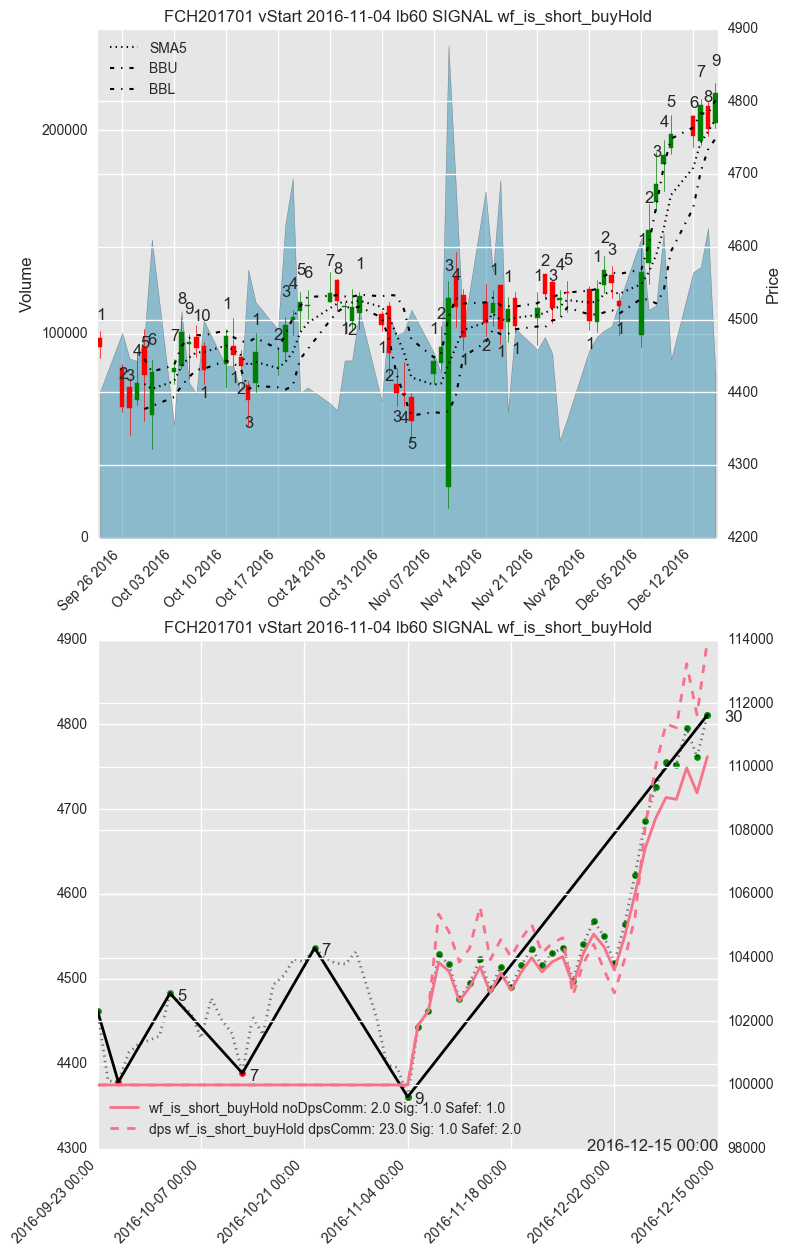 FCH201701 vStart 2016-11-04 lb60 SIGNAL wf_is_short_buyHold
SMA5
BBU
BBL
Volume
200000
100000
0
Price
4900
4800
4700
4600
4500
4400
4300
4200
Sep 26 2016
Oct 03 2016
Oct 10 2016
Oct 17 2016
Oct 24 2016
Oct 31 2016
Nov 07 2016
Nov 14 2016
Nov 21 2016
Nov 28 2016
Dec 05 2016
Dec 12 2016
FCH201701 vStart 2016-11-04 lb60 SIGNAL wf_is_short_buyHold
4900
4800
4700
4600
4500
4400
4300
114000
112000
110000
108000
106000
104000
102000
100000
98000
5
7
7
9
30
wf_is_short_buyHold noDpsComm: 2.0 Sig: 1.0 Safef: 1.0
dps wf_is_short_buyHold dpsComm: 23.0 Sig: 1.0 Safef: 2.0
2016-12-15 00:00
2016-09-23 00:00
2016-10-07 00:00
2016-10-21 00:00
2016-11-04 00:00
2016-11-18 00:00
2016-12-02 00:00
2016-12-15 00:00